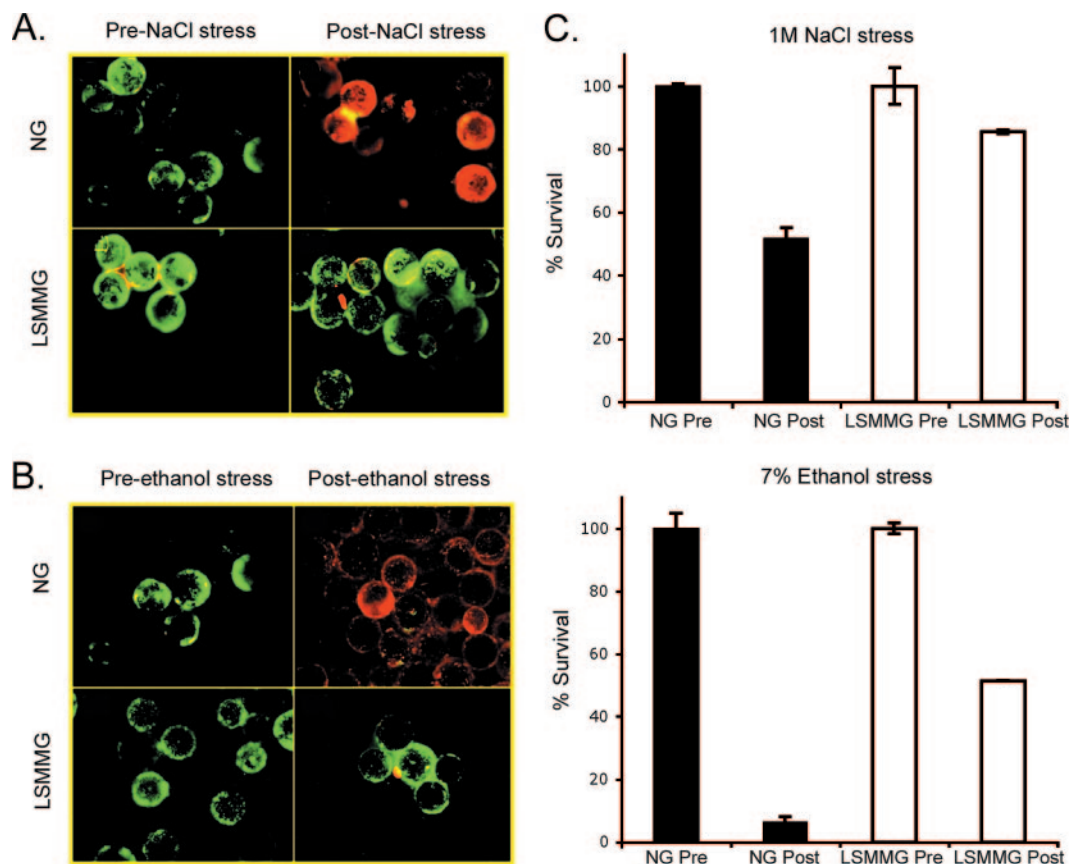 A.
Pre-NaCl stress Post-NaCl stress
NG
LSMMG
B.
Pre-ethanol stress Post-ethanol stress
NG
LSMMG
C.
1M NaCl stress
% Survival
100
80
60
40
20
0
NG Pre NG Post LSMMG Pre LSMMG Post
7% Ethanol stress
% Survival
100
80
60
40
20
0
NG Pre NG Post LSMMG Pre LSMMG Post